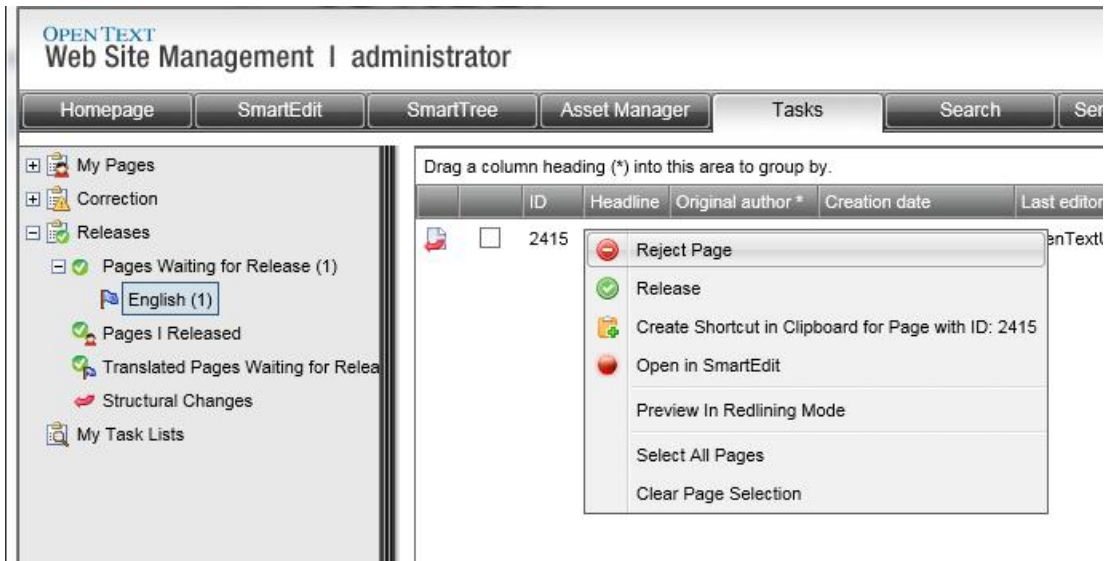 OPEN TEXT
Web Site Management | administrator
Homepage SmartEdit SmartTree Asset Manager Tasks Search Ser
My Pages
Correction
Releases
Pages Waiting for Release (1)
English (1)
Pages I Released
Translated Pages Waiting for Relea
Structural Changes
My Task Lists
Drag a column heading (*) into this area to group by.
ID Headline Original author * Creation date Last editor
2415 enTextU
Reject Page
Release
Create Shortcut in Clipboard for Page with ID: 2415
Open in SmartEdit
Preview In Redlining Mode
Select All Pages
Clear Page Selection